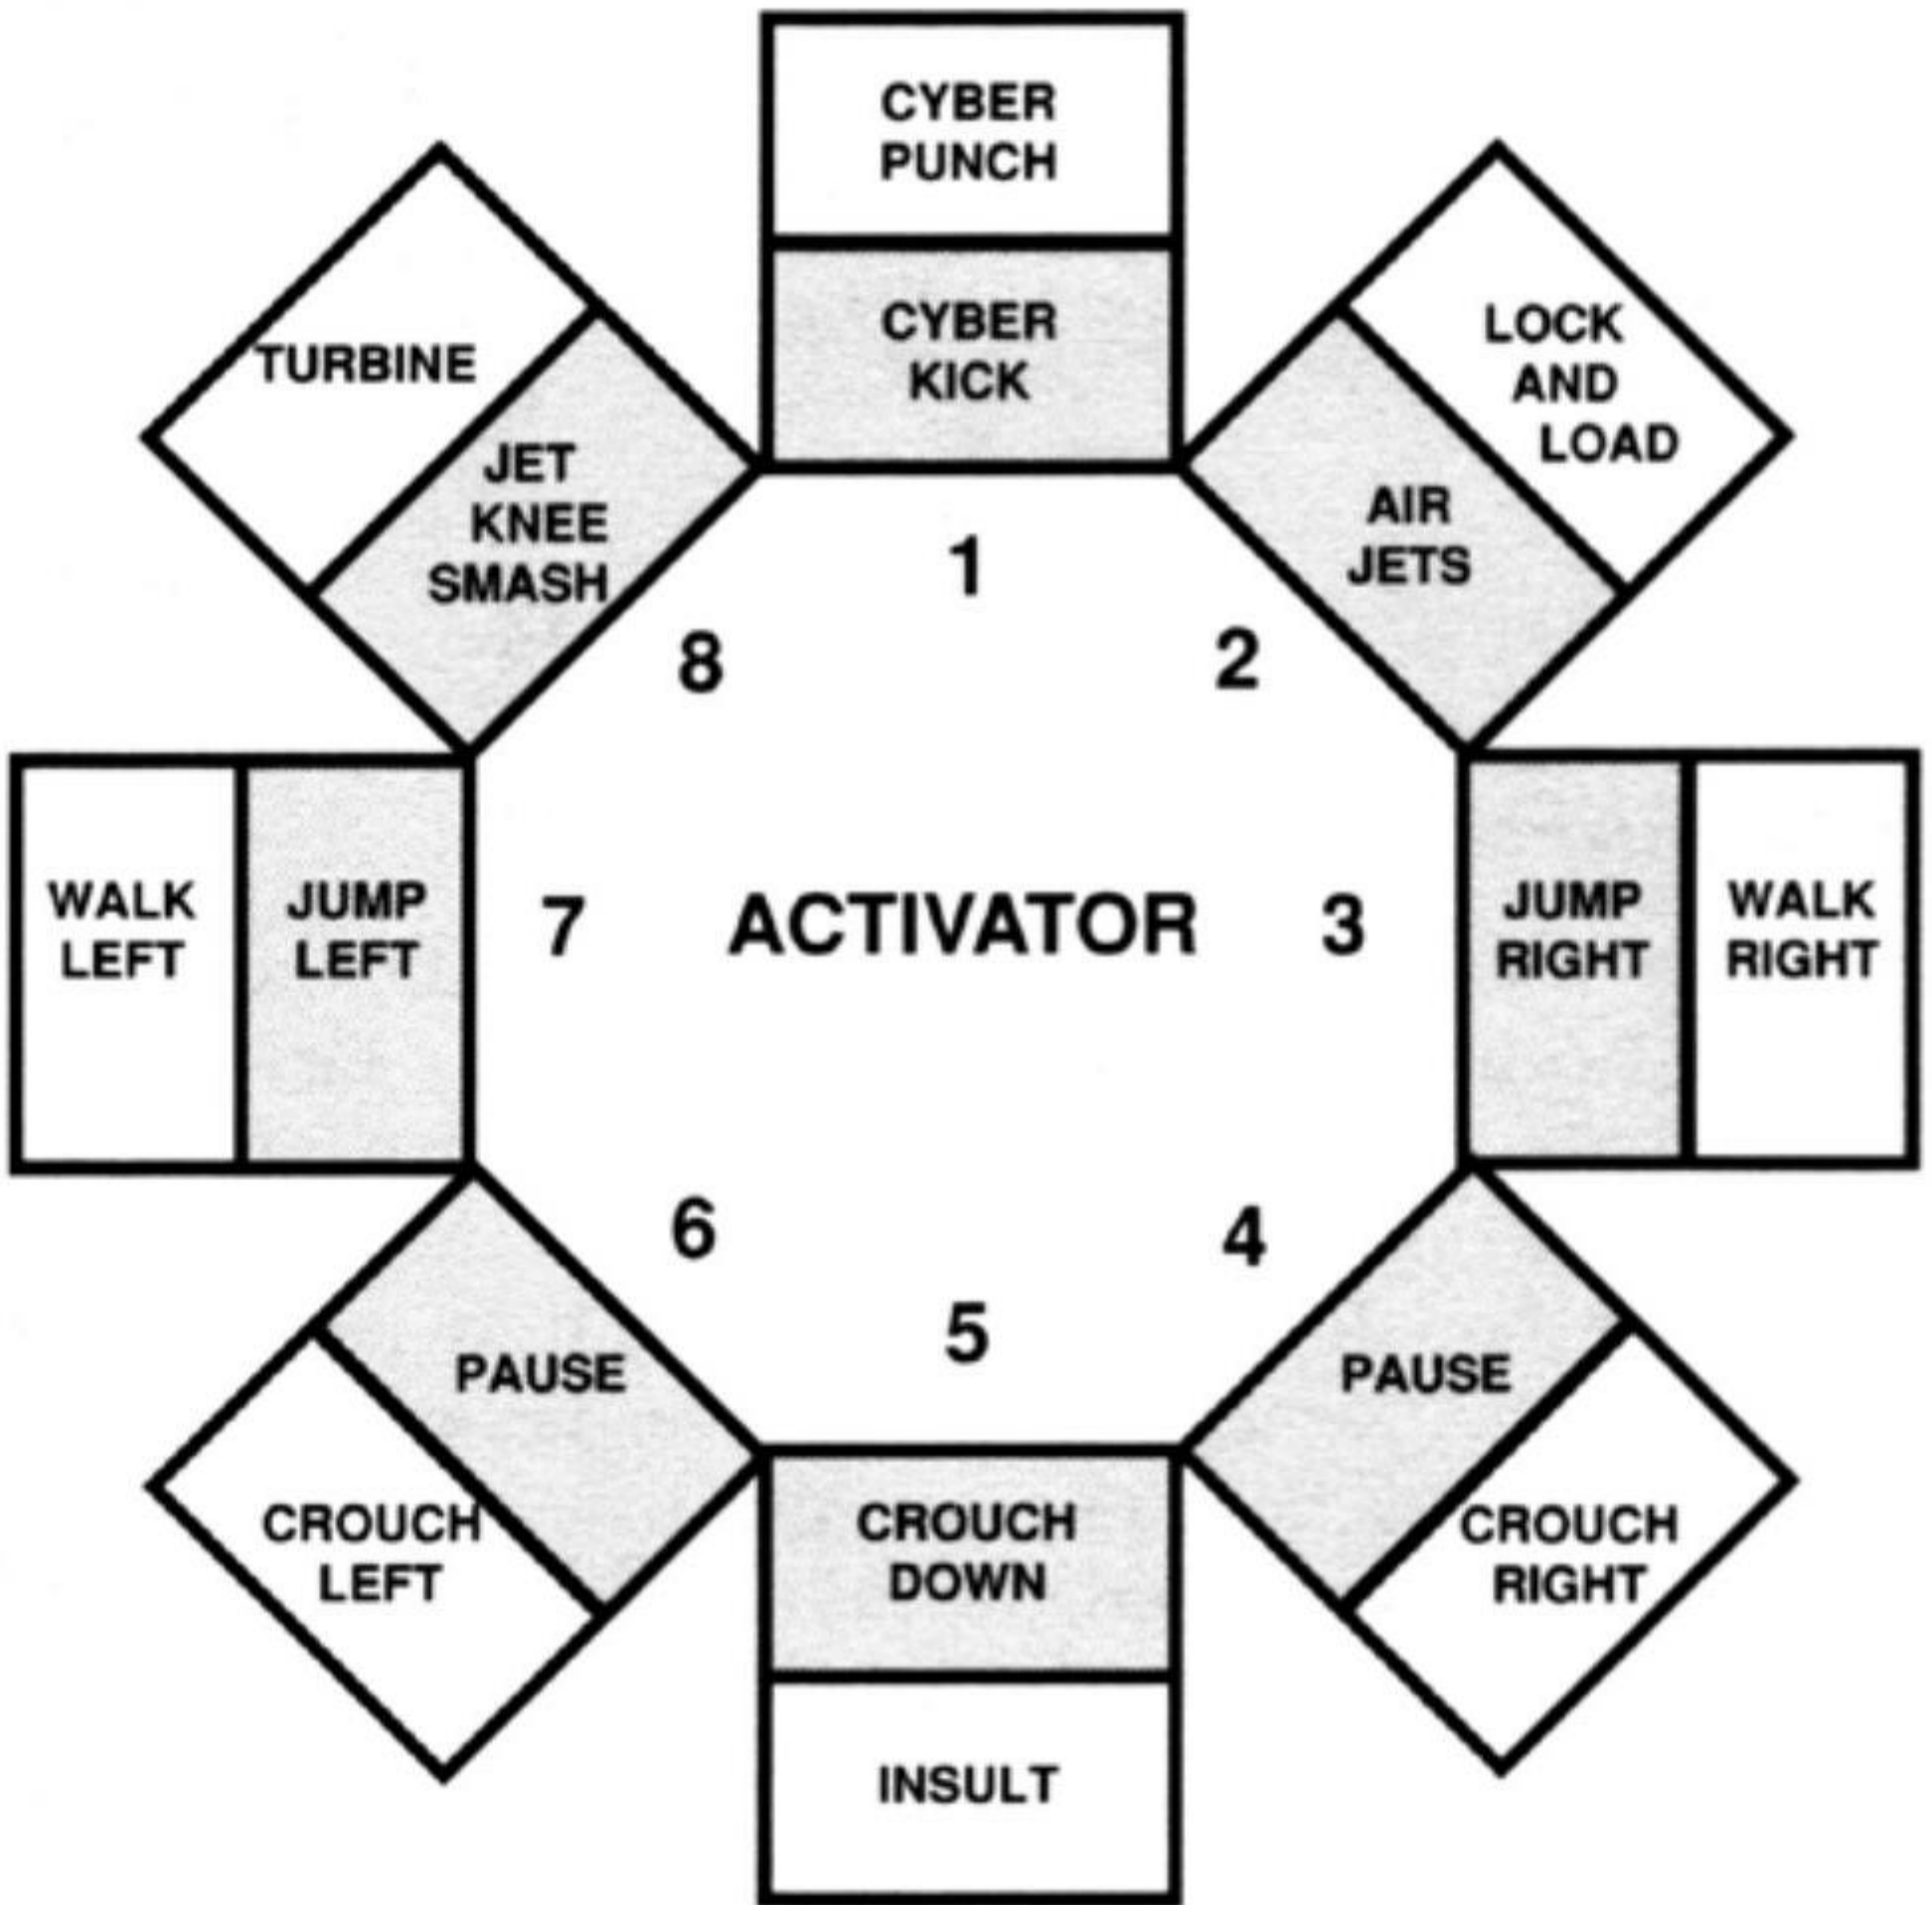 CYBER
PUNCH
CYBER
KICK
1
LOCK
AND
LOAD
AIR
JETS
2
JUMP
RIGHT
WALK
RIGHT
3
PAUSE
CROUCH
RIGHT
4
5
CROUCH
DOWN
INSULT
6
PAUSE
CROUCH
LEFT
7
WALK
LEFT
JUMP
LEFT
8
TURBINE
JET
KNEE
SMASH
ACTIVATOR